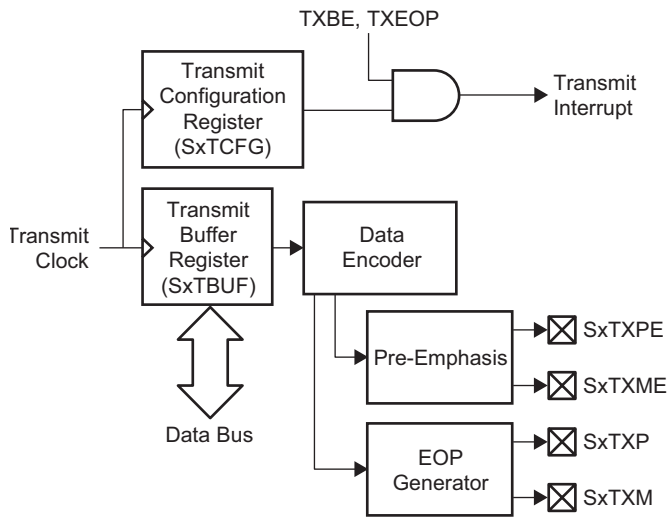 TXBE, TXEOP
Transmit
Configuration
Register
(SxTCFG)
Transmit
Interrupt
Transmit
Clock
Transmit
Buffer
Register
(SxTBUF)
Data
Encoder
Data Bus
Pre-Emphasis
SxTXPE
SxTXME
EOP
Generator
SxTXP
SxTXM